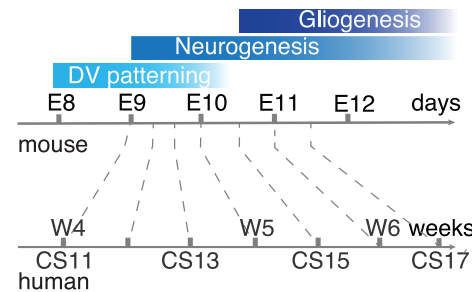 Gliogenesis
Neurogenesis
DV patterning
E8 E9 E10 E11 E12 days
mouse
W4 W5 W6 weeks
CS11 CS13 CS15 CS17
human